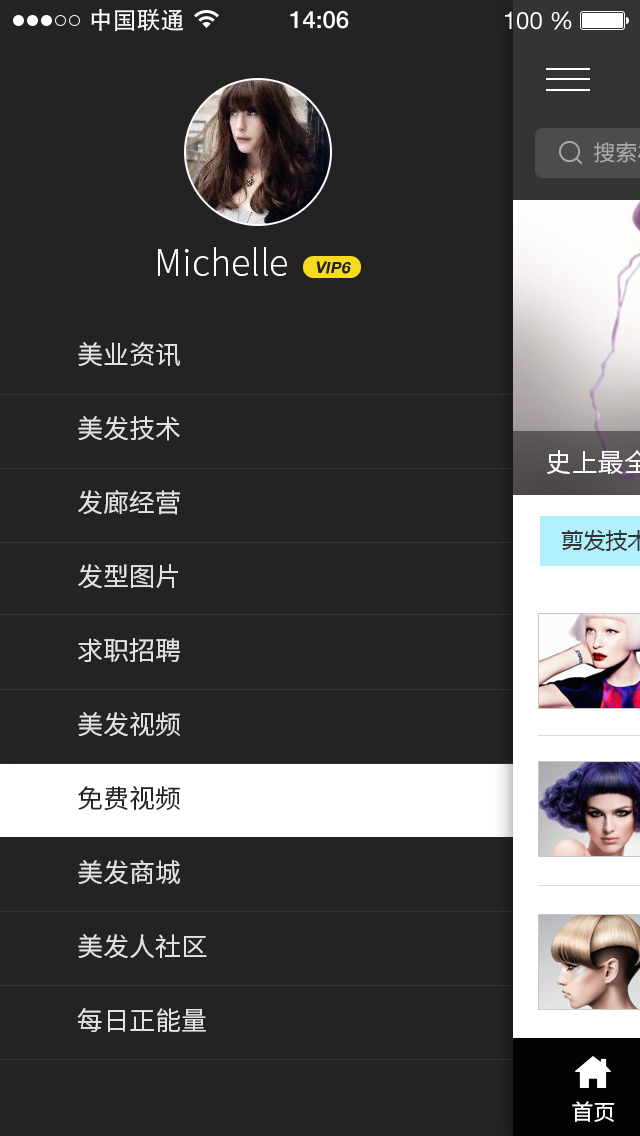 中国联通 14:06 100 %
搜索
Michelle VIP6
美业资讯
美发技术
史上最全
发廊经营
剪发技术
发型图片
求职招聘
美发视频
免费视频
美发商城
美发人社区
每日正能量
首页